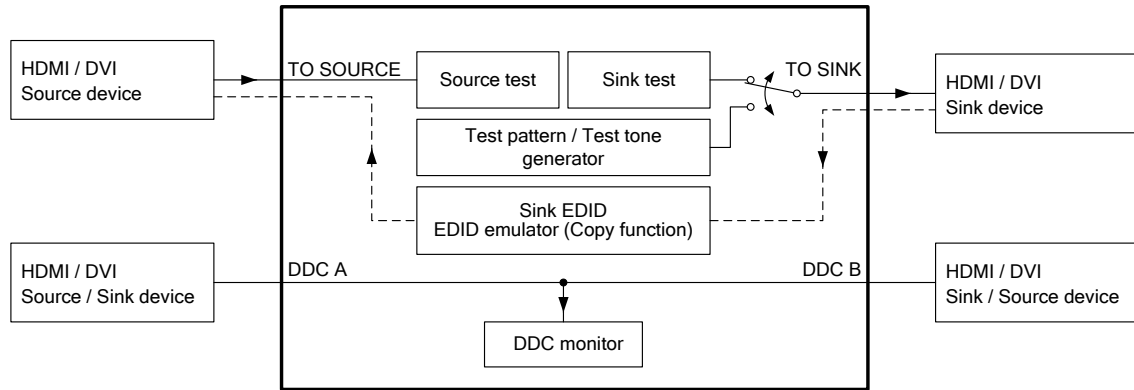 HDMI / DVI
Source device
TO SOURCE
Source test
Sink test
TO SINK
HDMI / DVI
Sink device
Test pattern / Test tone
generator
Sink EDID
EDID emulator (Copy function)
HDMI / DVI
Source / Sink device
DDC A
DDC B
HDMI / DVI
Sink / Source device
DDC monitor